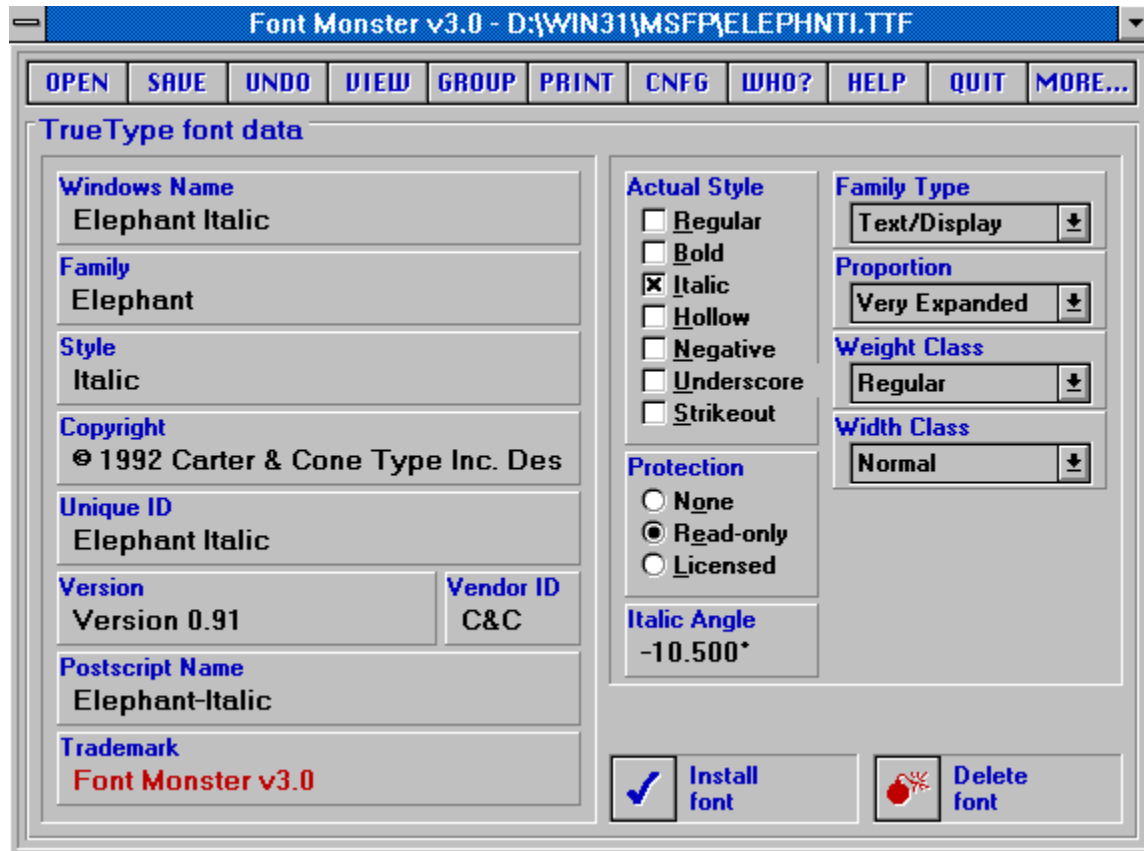 Font Monster v3.0 - D:\WIN31\MSFP\ELEPHNTI.TTF
OPEN SAVE UNDO VIEW GROUP PRINT CNFG WHO? HELP QUIT MORE...
TrueType font data
Windows Name
Elephant Italic
Family
Elephant
Style
Italic
Copyright
© 1992 Carter & Cone Type Inc. Des
Unique ID
Elephant Italic
Version
Version 0.91
Vendor ID
C&C
Postscript Name
Elephant-Italic
Trademark
Font Monster v3.0
Actual Style
Regular
Bold
Italic
Hollow
Negative
Underscore
Strikeout
Protection
None
Read-only
Licensed
Italic Angle
-10.500°
Family Type
Text/Display
Proportion
Very Expanded
Weight Class
Regular
Width Class
Normal
Install
font
Delete
font